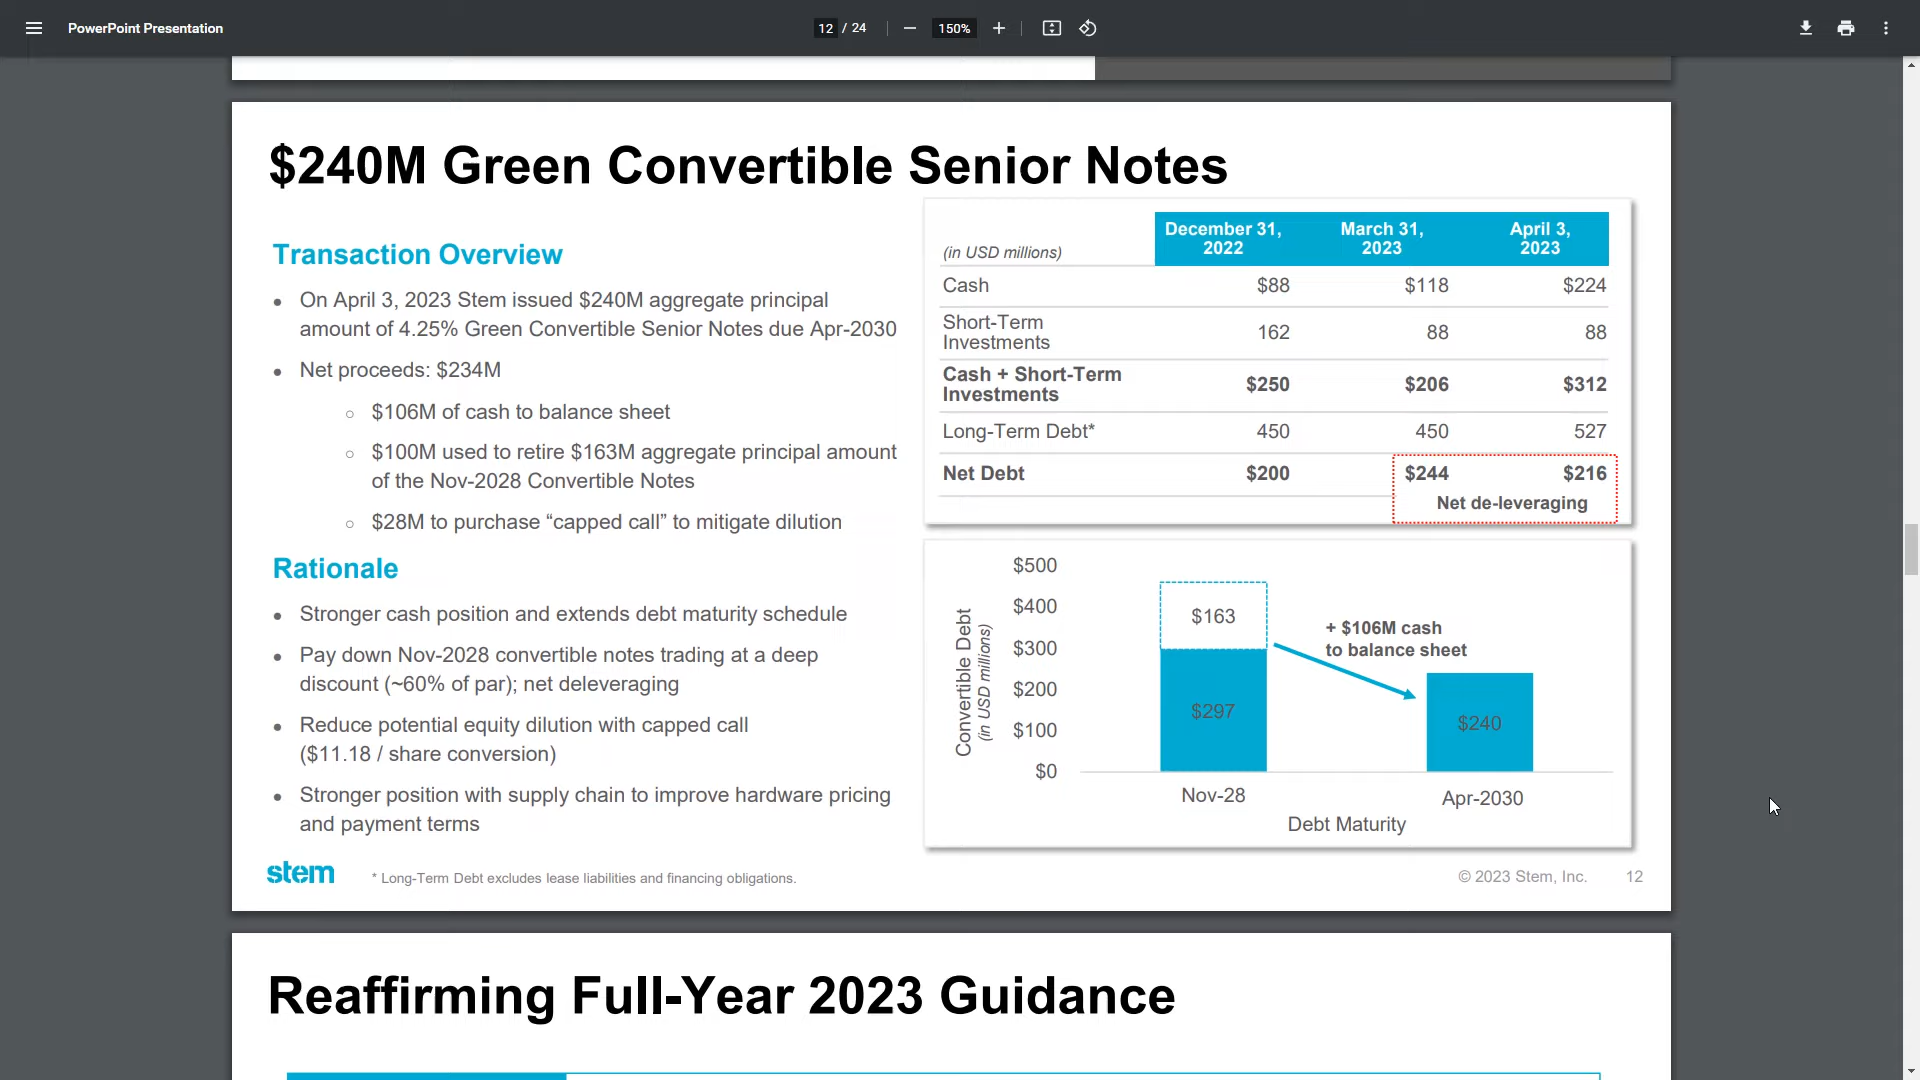 PowerPoint Presentation
12 / 24
150%
$240M Green Convertible Senior Notes
Transaction Overview
• On April 3, 2023 Stem issued $240M aggregate principal
amount of 4.25% Green Convertible Senior Notes due Apr-2030
• Net proceeds: $234M
○ $106M of cash to balance sheet
○ $100M used to retire $163M aggregate principal amount
of the Nov-2028 Convertible Notes
○ $28M to purchase “capped call” to mitigate dilution
Rationale
• Stronger cash position and extends debt maturity schedule
• Pay down Nov-2028 convertible notes trading at a deep
discount (~60% of par); net deleveraging
• Reduce potential equity dilution with capped call
($11.18 / share conversion)
• Stronger position with supply chain to improve hardware pricing
and payment terms
(in USD millions) December 31, 2022 March 31, 2023 April 3, 2023
Cash $88 $118 $224
Short-Term Investments 162 88 88
Cash + Short-Term Investments $250 $206 $312
Long-Term Debt* 450 450 527
Net Debt $200 $244 $216
Net de-leveraging
Convertible Debt
(in USD millions)
$500
$400
$300
$200
$100
$0
$163
$297
+ $106M cash
to balance sheet
$240
Nov-28
Apr-2030
Debt Maturity
stem
* Long-Term Debt excludes lease liabilities and financing obligations.
© 2023 Stem, Inc.
12
Reaffirming Full-Year 2023 Guidance